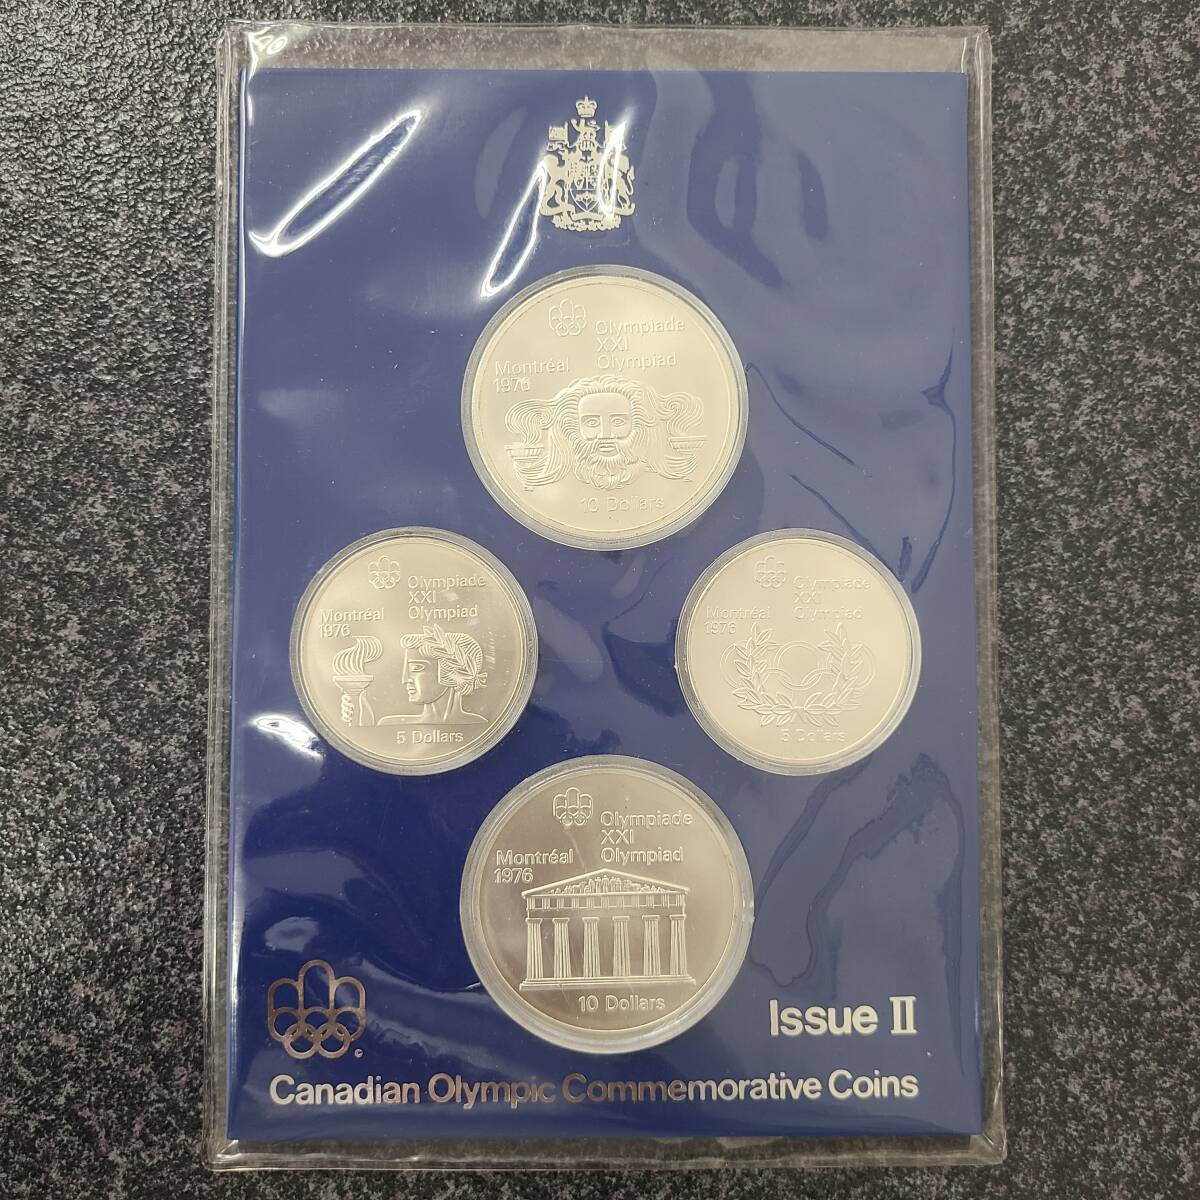 Olympiade
XXI
Olympiad
Montréal
1976
10 Dollars
Olympiade
XXI
Olympiad
Montréal
1976
5 Dollars
Olympiade
XXI
Olympiad
Montréal
1976
5 Dollars
Olympiade
XXI
Olympiad
Montréal
1976
10 Dollars
Issue II
©
Canadian Olympic Commemorative Coins